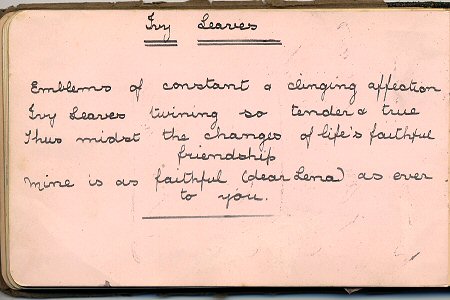 Ivy Leaves
Emblems of constant & clinging affection
Ivy Leaves twining so tender & true
Thus midst the changes of life's faithful
friendship
Mine is as faithful (dear Lena) as ever
to you.